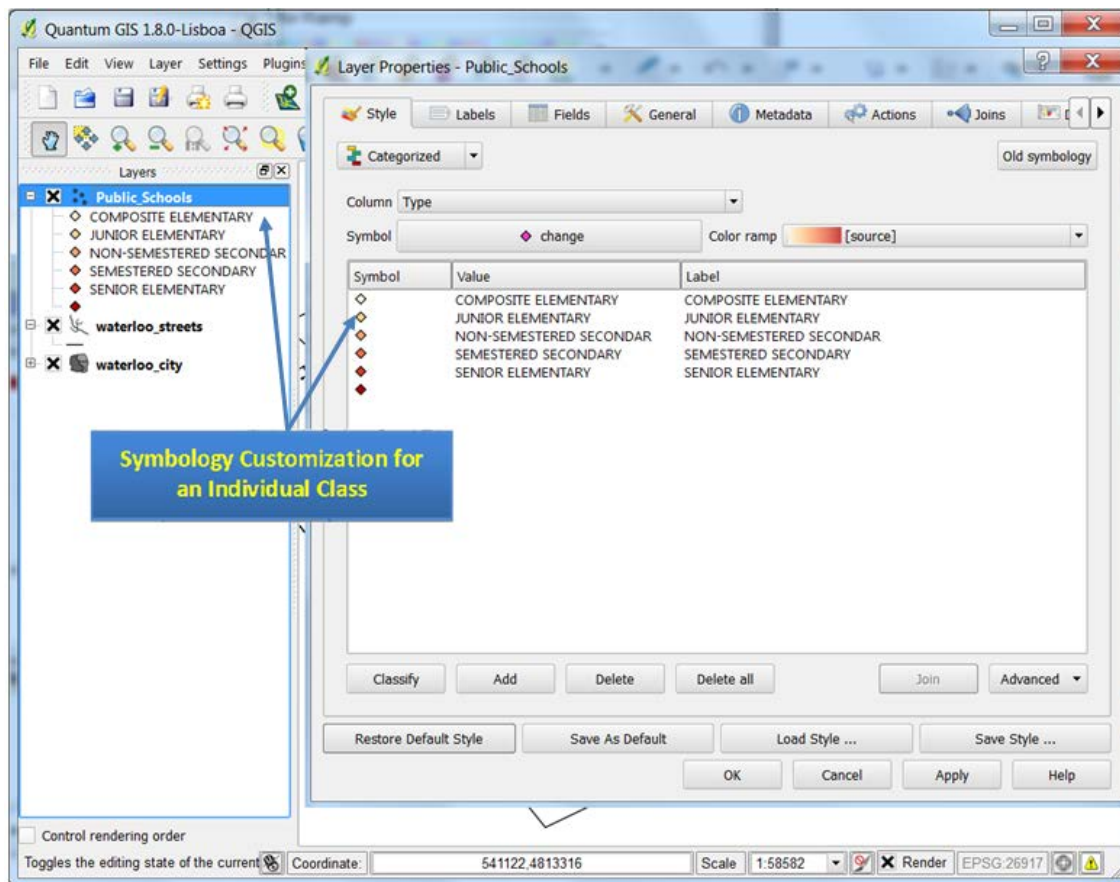 Quantum GIS 1.8.0-Lisboa - QGIS
File Edit View Layer Settings Plugins
Layer Properties - Public_Schools
Style Labels Fields General Metadata Actions Joins
Categorized
Old symbology
Column Type
Symbol change Color ramp [source]
Symbol Value Label
COMPOSITE ELEMENTARY COMPOSITE ELEMENTARY
JUNIOR ELEMENTARY JUNIOR ELEMENTARY
NON-SEMESTERED SECONDAR NON-SEMESTERED SECONDAR
SEMESTERED SECONDARY SEMESTERED SECONDARY
SENIOR ELEMENTARY SENIOR ELEMENTARY
Layers
Public_Schools
COMPOSITE ELEMENTARY
JUNIOR ELEMENTARY
NON-SEMESTERED SECONDAR
SEMESTERED SECONDARY
SENIOR ELEMENTARY
waterloo_streets
waterloo_city
Symbology Customization for
an Individual Class
Classify Add Delete Delete all Join Advanced
Restore Default Style Save As Default Load Style ... Save Style ...
OK Cancel Apply Help
Control rendering order
Toggles the editing state of the current Coordinate: 541122,4813316 Scale 1:58582 Render EPSG:26917